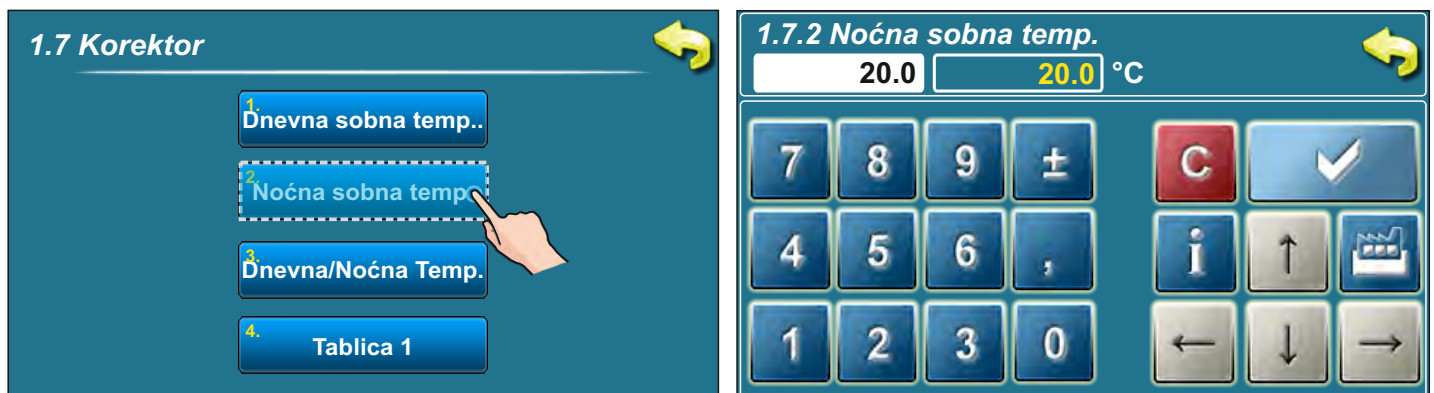 1.7 Korektor
1.
Dnevna sobna temp..
2.
Noćna sobna temp
3.
Dnevna/Noćna Temp.
4.
Tablica 1
1.7.2 Noćna sobna temp.
20.0 20.0 °C
7 8 9 ± C
4 5 6 , i ↑
1 2 3 0 ← ↓ →